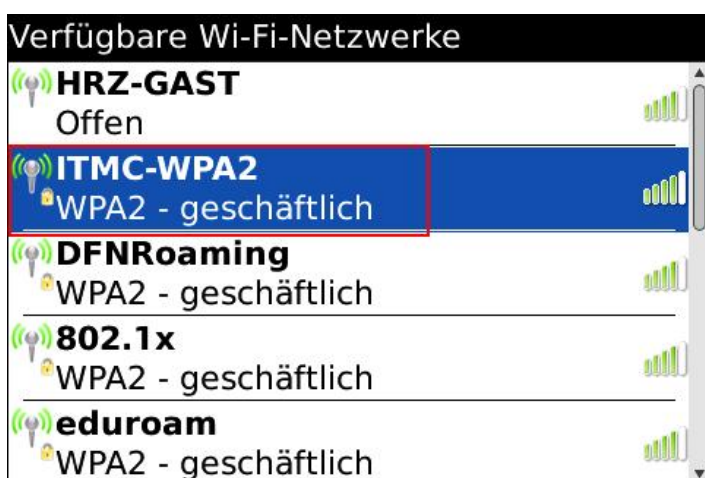 Verfügbare Wi-Fi-Netzwerke
HRZ-GAST
Offen
ITMC-WPA2
WPA2 - geschäftlich
DFNRoaming
WPA2 - geschäftlich
802.1x
WPA2 - geschäftlich
eduroam
WPA2 - geschäftlich